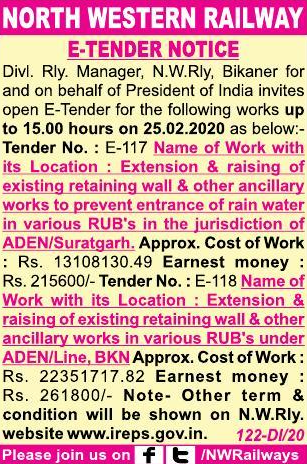 NORTH WESTERN RAILWAY
E-TENDER NOTICE
Divl. Rly. Manager, N.W.Rly, Bikaner for
and on behalf of President of India invites
open E-Tender for the following works up
to 15.00 hours on 25.02.2020 as below:-
Tender No. : E-117 Name of Work with
its Location : Extension & raising of
existing retaining wall & other ancillary
works to prevent entrance of rain water
in various RUB's in the jurisdiction of
ADEN/Suratgarh. Approx. Cost of Work
: Rs. 13108130.49 Earnest money :
Rs. 215600/- Tender No. : E-118 Name of
Work with its Location : Extension &
raising of existing retaining wall & other
ancillary works in various RUB's under
ADEN/Line, BKN Approx. Cost of Work :
Rs. 22351717.82 Earnest money :
Rs. 261800/- Note- Other term &
condition will be shown on N.W.Rly.
website www.ireps.gov.in. 122-DI/20
Please join us on f t /NWRailways